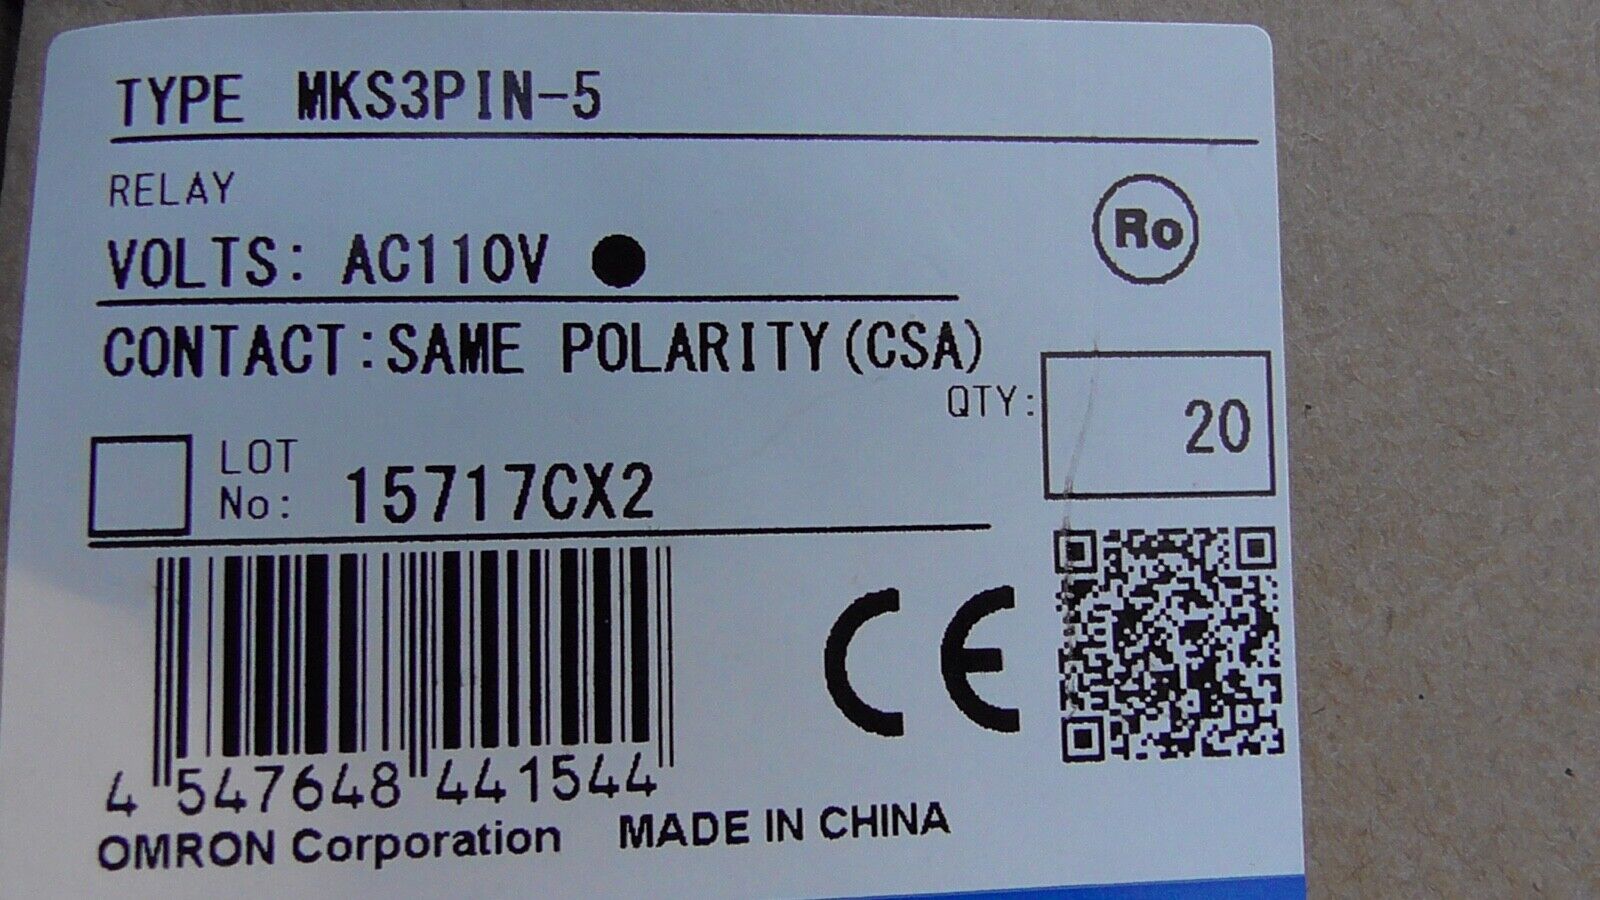 TYPE MKS3PIN-5
RELAY
Ro
VOLTS: AC110V ●
CONTACT:SAME POLARITY(CSA)
QTY: 20
LOT No: 15717CX2
4 547648 441544
CE
OMRON Corporation MADE IN CHINA